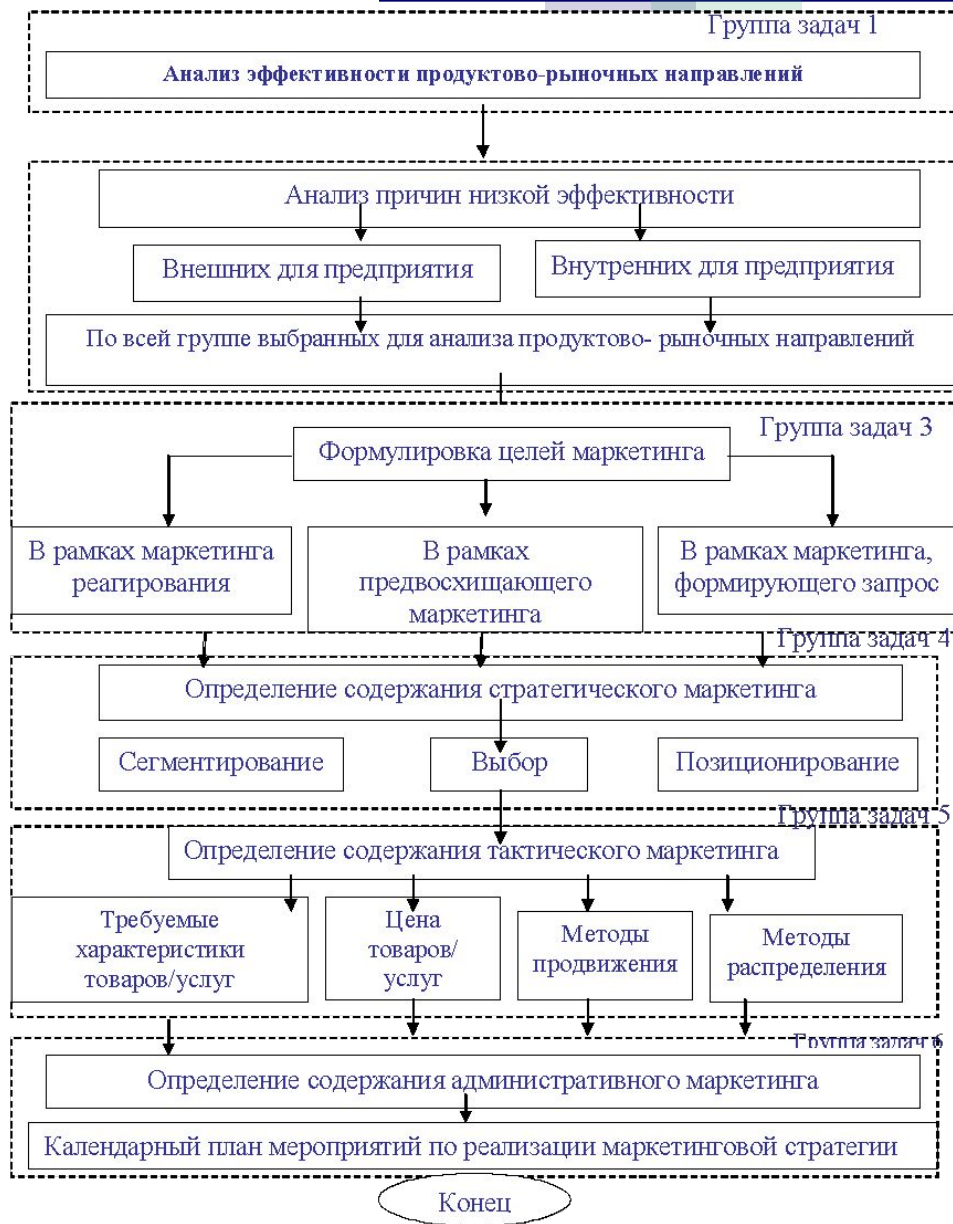 Группа задач 1
Анализ эффективности продуктово-рыночных направлений
Анализ причин низкой эффективности
Внешних для предприятия
Внутренних для предприятия
По всей группе выбранных для анализа продуктово- рыночных направлений
Группа задач 3
Формулировка целей маркетинга
В рамках маркетинга
реагирования
В рамках
предвосхищающего
маркетинга
В рамках маркетинга,
формирующего запрос
Группа задач 4
Определение содержания стратегического маркетинга
Сегментирование
Выбор
Позиционирование
Группа задач 5
Определение содержания тактического маркетинга
Требуемые
характеристики
товаров/услуг
Цена
товаров/
услуг
Методы
продвижения
Методы
распределения
Группа задач 6
Определение содержания административного маркетинга
Календарный план мероприятий по реализации маркетинговой стратегии
Конец